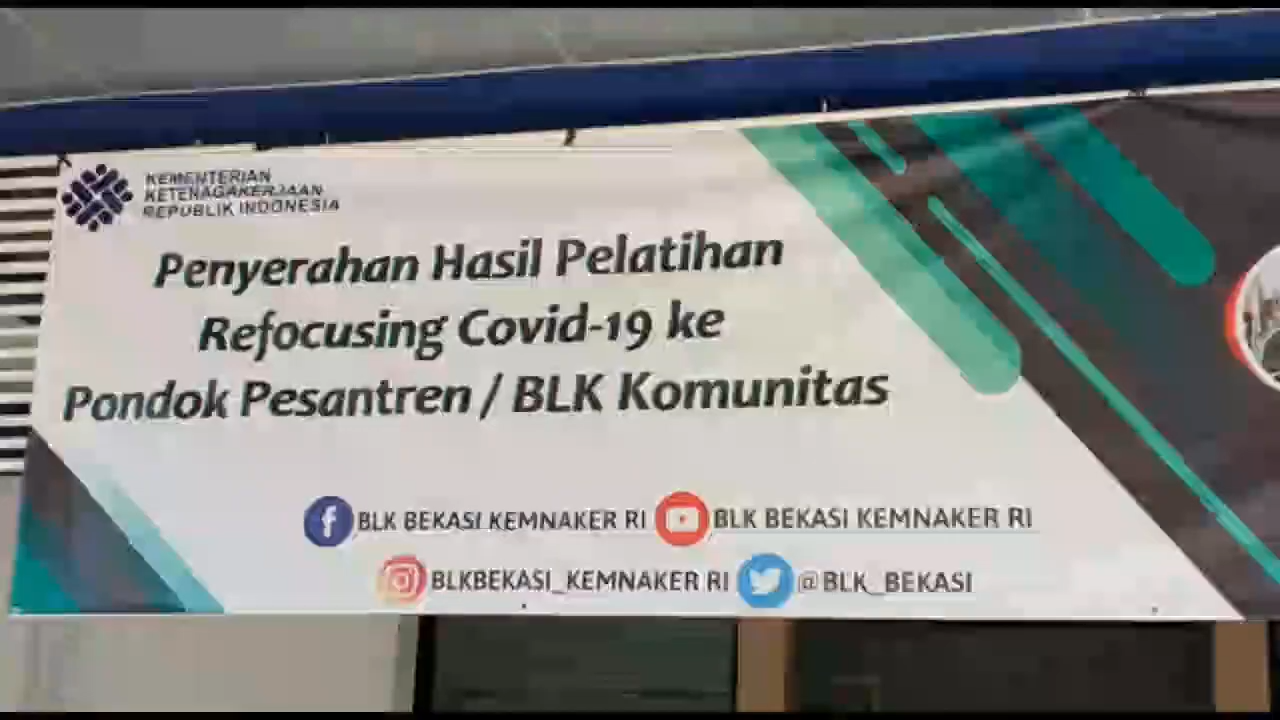 KEMENTERIAN
KETENAGAKERJAAN
REPUBLIK INDONESIA
Penyerahan Hasil Pelatihan
Refocusing Covid-19 ke
Pondok Pesantren / BLK Komunitas
BLK BEKASI KEMNAKER RI BLK BEKASI KEMNAKER RI
BLKBEKASI_KEMNAKER RI @BLK_BEKASI